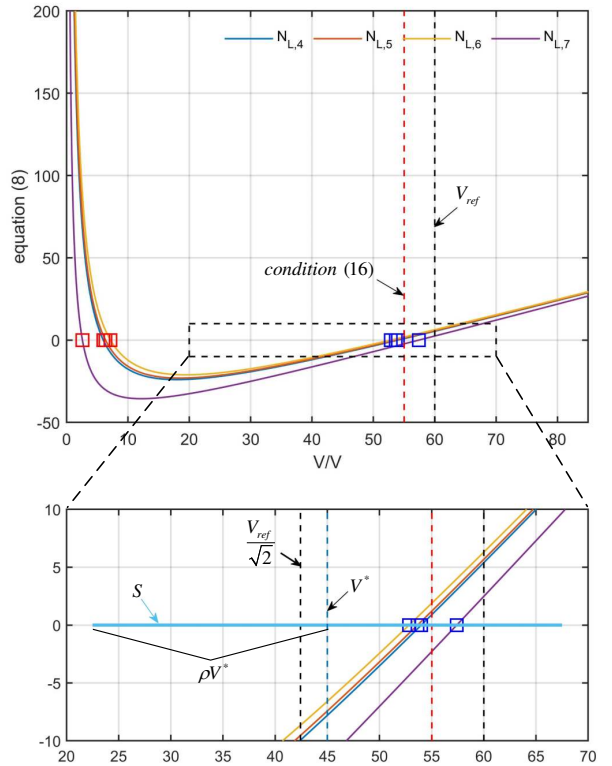 200
150
100
50
0
-50
equation (8)
N_L,4
N_L,5
N_L,6
N_L,7
V_ref
condition (16)
0 10 20 30 40 50 60 70 80
V/V
10
5
0
-5
-10
V_ref
√2
V*
S
ρV*
20 25 30 35 40 45 50 55 60 65 70